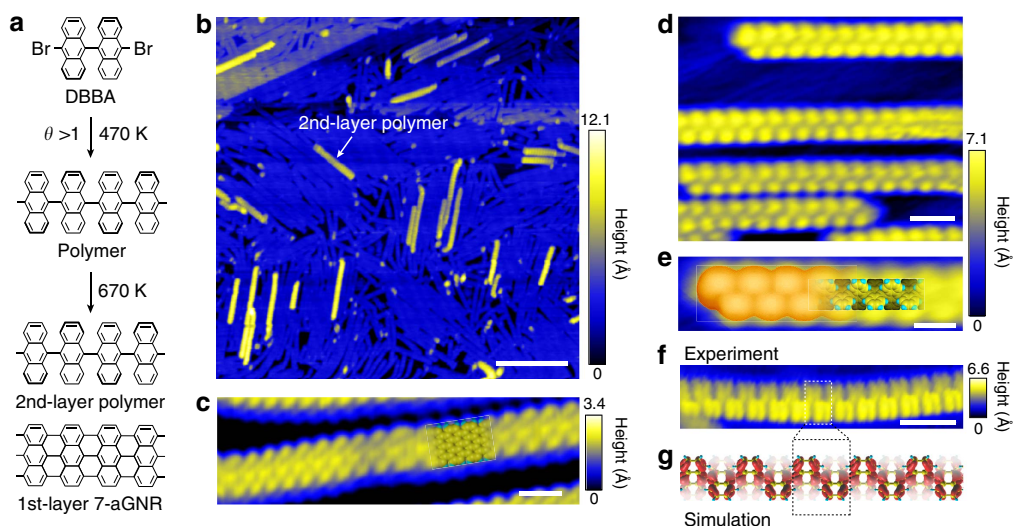 a
Br
Br
DBBA
θ >1
470 K
Polymer
670 K
2nd-layer polymer
1st-layer 7-aGNR
b
2nd-layer polymer
12.1
Height (Å)
0
c
3.4
Height (Å)
0
d
7.1
Height (Å)
0
e
f
Experiment
6.6
Height (Å)
0
g
Simulation